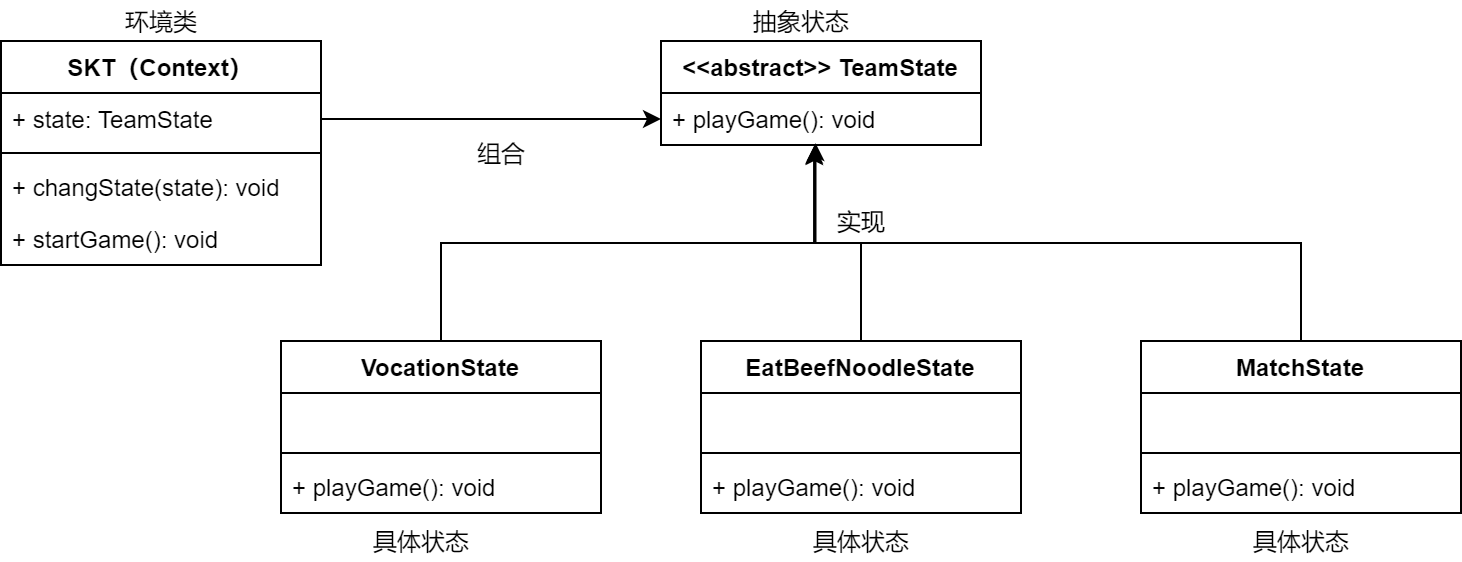 环境类
抽象状态
SKT（Context）
<<abstract>> TeamState
+ state: TeamState
+ playGame(): void
组合
+ changState(state): void
+ startGame(): void
实现
VocationState
EatBeefNoodleState
MatchState
+ playGame(): void
+ playGame(): void
+ playGame(): void
具体状态
具体状态
具体状态